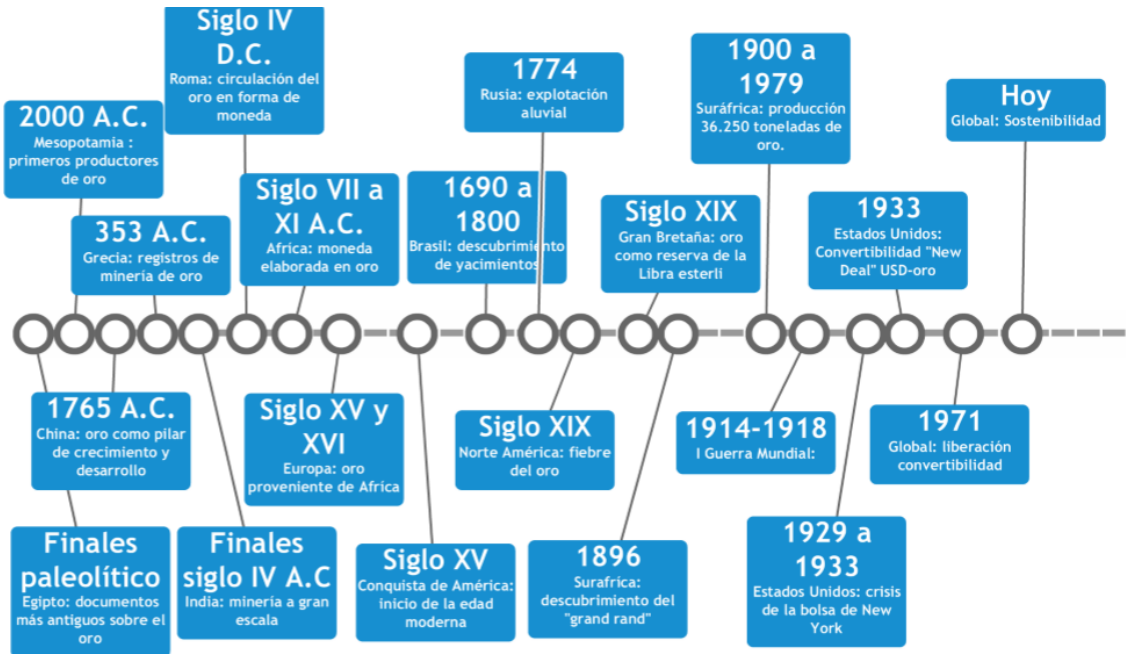 Finales
paleolítico
Egipto: documentos
más antiguos sobre el
oro
2000 A.C.
Mesopotamia :
primeros productores
de oro
1765 A.C.
China: oro como pilar
de crecimiento y
desarrollo
353 A.C.
Grecia: registros de
minería de oro
Finales
siglo IV A.C
India: minería a gran
escala
Siglo IV
D.C.
Roma: circulación del
oro en forma de
moneda
Siglo VII a
XI A.C.
Africa: moneda
elaborada en oro
Siglo XV y
XVI
Europa: oro
proveniente de Africa
Siglo XV
Conquista de América:
inicio de la edad
moderna
1690 a
1800
Brasil: descubrimiento
de yacimientos
1774
Rusia: explotación
aluvial
Siglo XIX
Norte América: fiebre
del oro
Siglo XIX
Gran Bretaña: oro
como reserva de la
Libra esterli
1896
Surafrica:
descubrimiento del
"grand rand"
1900 a
1979
Suráfrica: producción
36.250 toneladas de
oro.
1914-1918
I Guerra Mundial:
1929 a
1933
Estados Unidos: crisis
de la bolsa de New
York
1933
Estados Unidos:
Convertibilidad "New
Deal" USD-oro
1971
Global: liberación
convertibilidad
Hoy
Global: Sostenibilidad